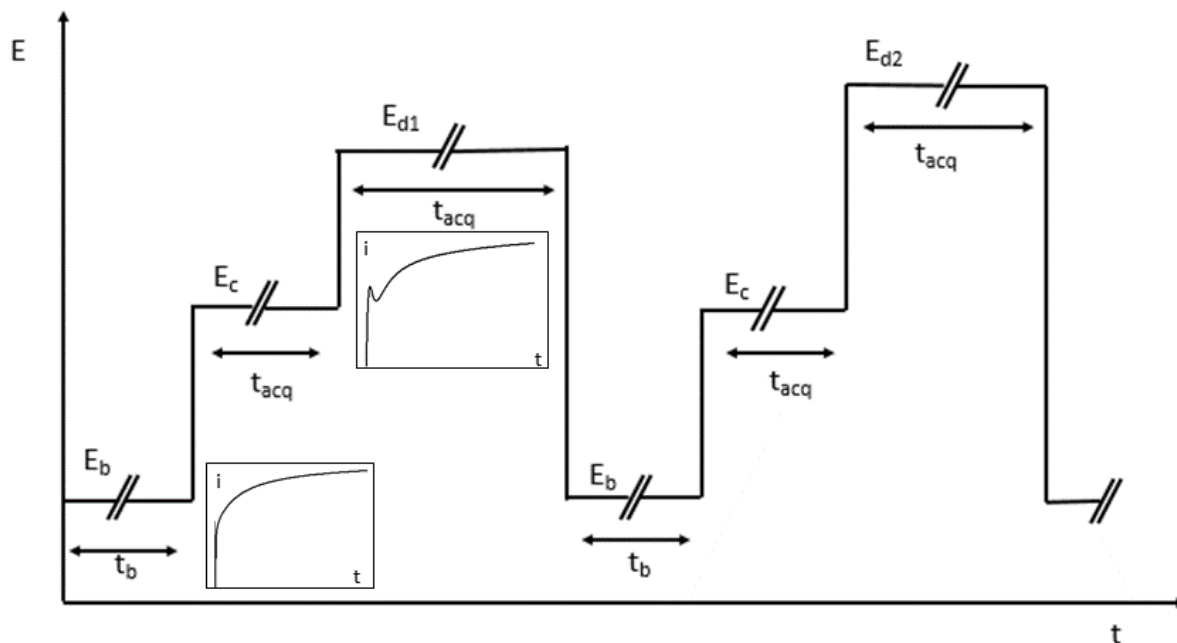 E
E_d2
t_acq
E_d1
t_acq
i
t
E_c
t_acq
E_c
t_acq
E_b
t_b
i
t
E_b
t_b
t